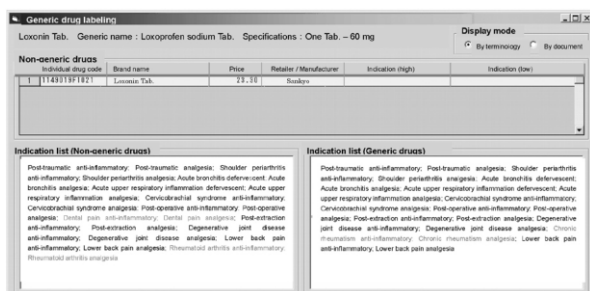 Generic drug labeling
Loxonin Tab. Generic name : Loxoprofen sodium Tab. Specifications : One Tab. – 60 mg
Display mode
By terminology By document
Non-generic drugs
Individual drug code Brand name Price Retailer / Manufacturer Indication (high) Indication (low)
1 1149019F1021 Loxonin Tab. 23.30 Sankyo
Indication list (Non-generic drugs)
Post-traumatic anti-inflammatory; Post-traumatic analgesia; Shoulder periarthritis
anti-inflammatory; Shoulder periarthritis analgesia; Acute bronchitis defervescent; Acute
bronchitis analgesia; Acute upper respiratory inflammation defervescent; Acute upper
respiratory inflammation analgesia; Cervicobrachial syndrome anti-inflammatory;
Cervicobrachial syndrome analgesia; Post-operative anti-inflammatory; Post-operative
analgesia; Dental pain anti-inflammatory; Dental pain analgesia; Post-extraction
anti-inflammatory; Post-extraction analgesia; Degenerative joint disease
anti-inflammatory; Degenerative joint disease analgesia; Lower back pain
anti-inflammatory; Lower back pain analgesia; Rheumatoid arthritis anti-inflammatory;
Rheumatoid arthritis analgesia
Indication list (Generic drugs)
Post-traumatic anti-inflammatory; Post-traumatic analgesia; Shoulder periarthritis
anti-inflammatory; Shoulder periarthritis analgesia; Acute bronchitis defervescent;
Acute bronchitis analgesia; Acute upper respiratory inflammation defervescent; Acute
upper respiratory inflammation analgesia; Cervicobrachial syndrome anti-inflammatory;
Cervicobrachial syndrome analgesia; Post-operative anti-inflammatory; Post-operative
analgesia; Post-extraction anti-inflammatory; Post-extraction analgesia; Degenerative
joint disease anti-inflammatory; Degenerative joint disease analgesia; Chronic
rheumatism anti-inflammatory; Chronic rheumatism analgesia; Lower back pain
anti-inflammatory; Lower back pain analgesia